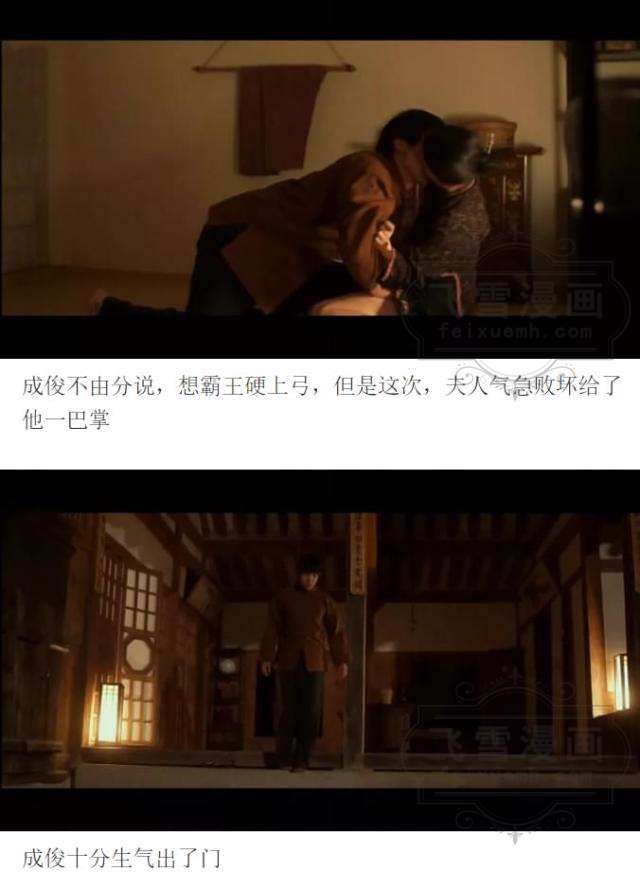 飞雪漫画
feixuemh.com
成俊不由分说，想霸王硬上弓，但是这次，夫人气急败坏给了
他一巴掌
飞雪漫画
feixuemh.com
成俊十分生气出了门